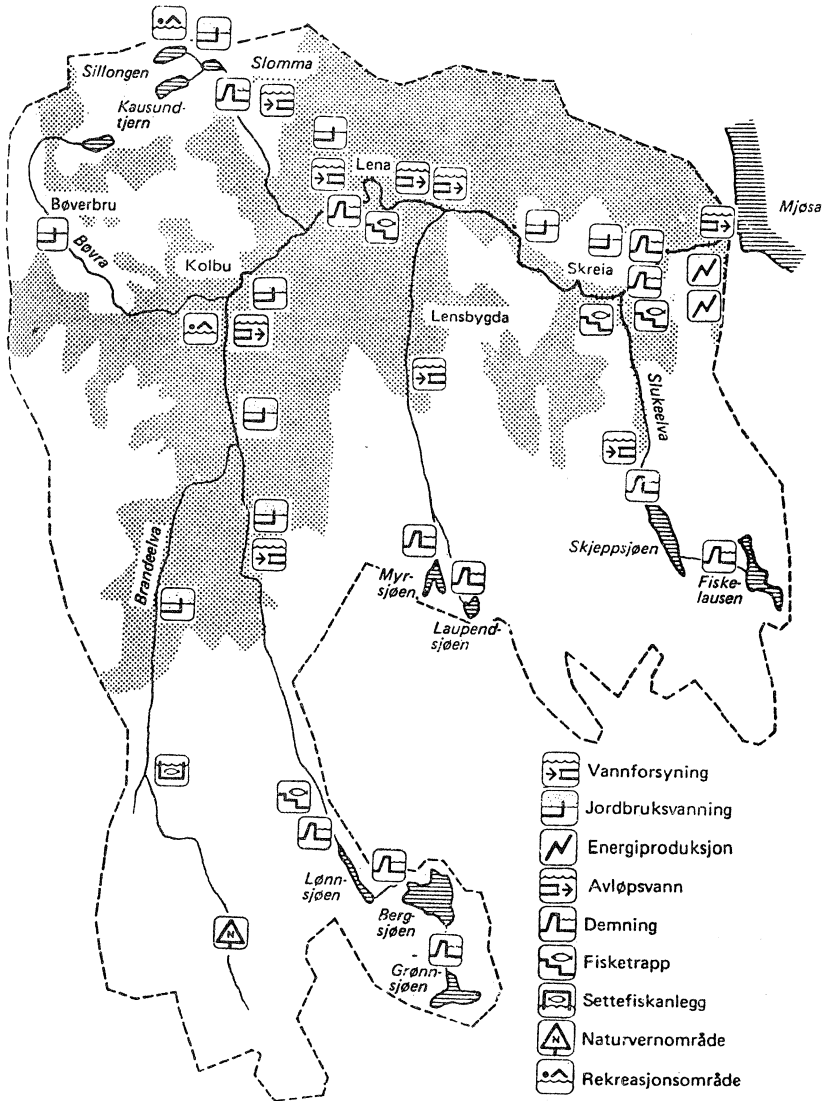 Sillongen
Slomma
Kausund-
tjern
Lena
Mjøsa
Bøverbru
Bøvra
Kolbu
Skreia
Lensbygda
Slukeelva
Brandeelva
Skjeppsjøen
Fiske-
lausen
Myr-
sjøen
Laupend-
sjøen
Lønn-
sjøen
Berg-
sjøen
Grønn-
sjøen
Vannforsyning
Jordbruksvanning
Energiproduksjon
Avløpsvann
Demning
Fisketrapp
Settefiskanlegg
N
Naturvernområde
Rekreasjonsområde
N